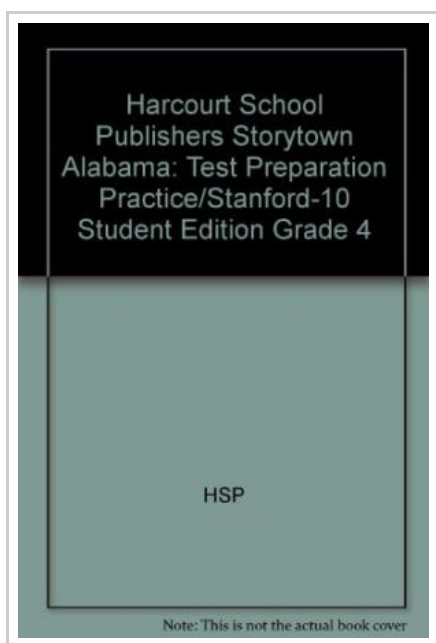 Harcourt School
Publishers Storytown
Alabama: Test Preparation
Practice/Stanford-10
Student Edition Grade 4
HSP
Note: This is not the actual book cover